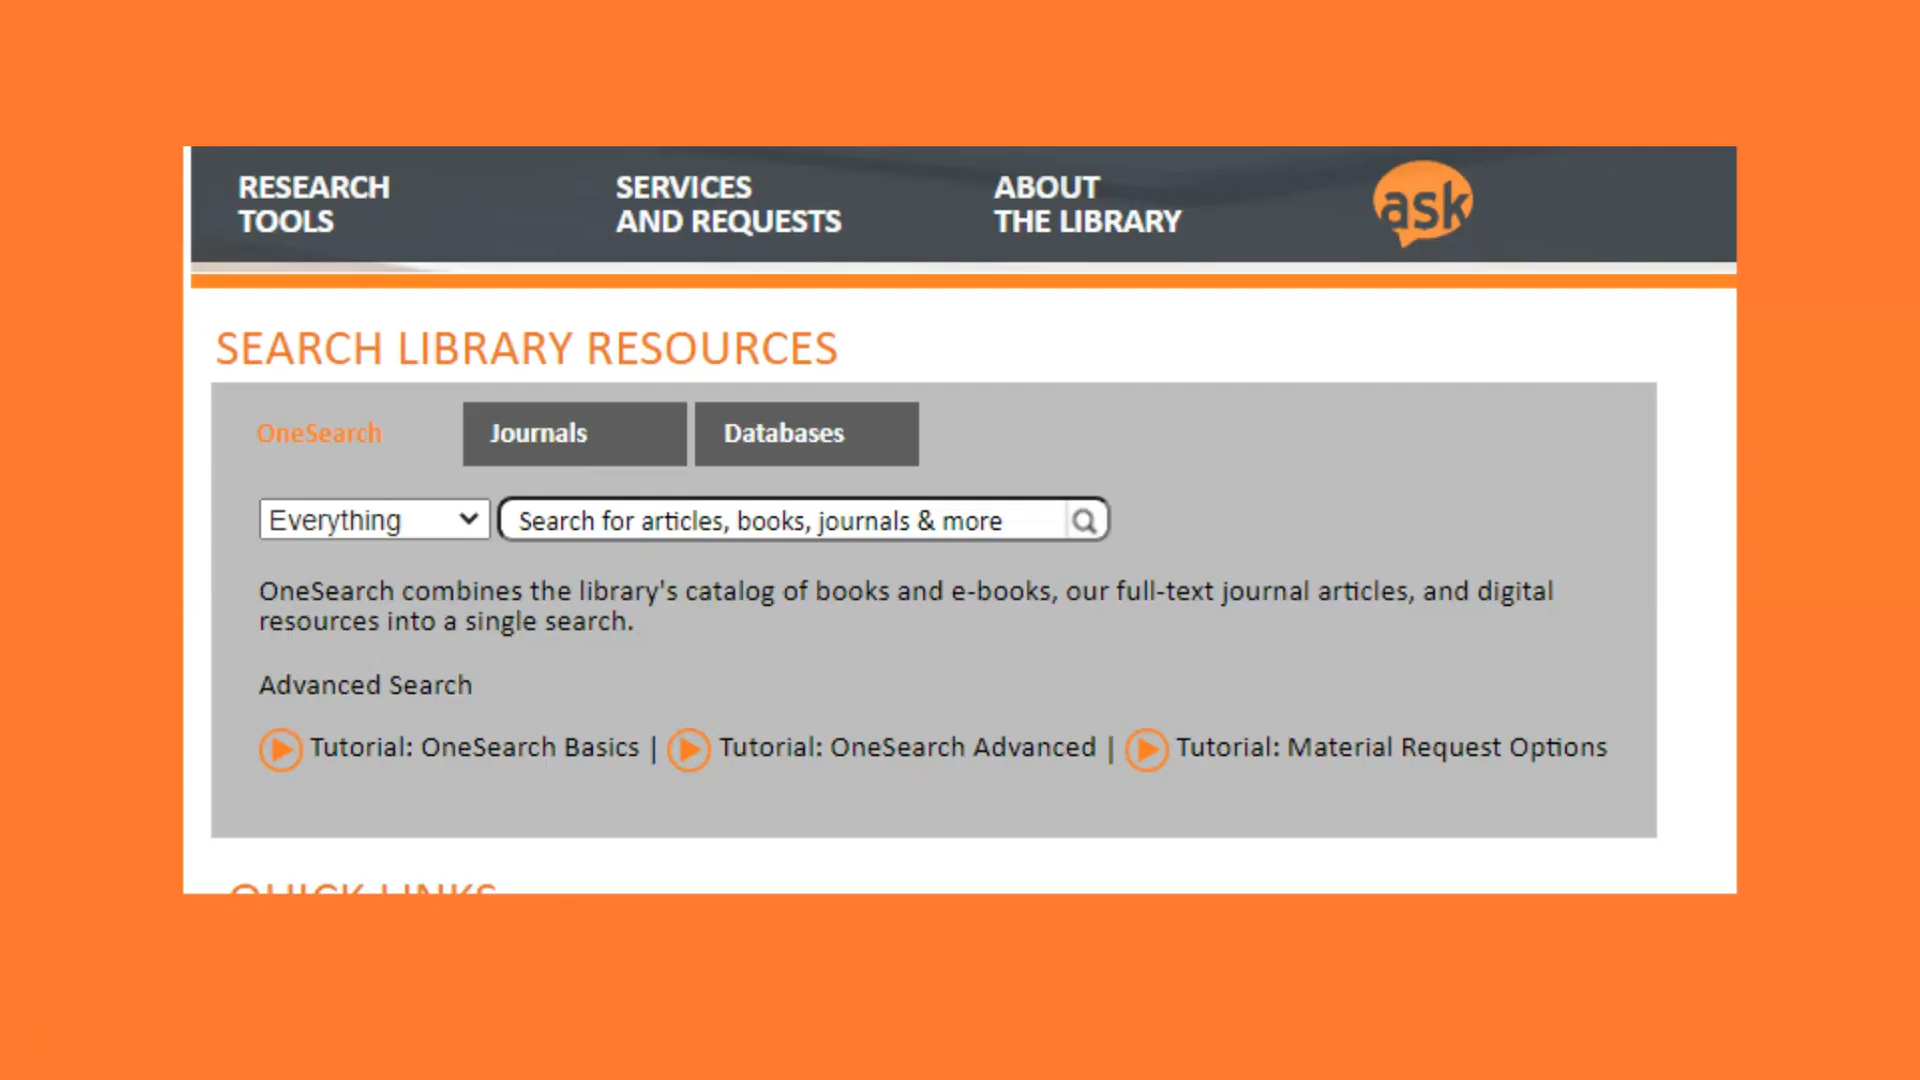 RESEARCH
TOOLS
SERVICES
AND REQUESTS
ABOUT
THE LIBRARY
ask
SEARCH LIBRARY RESOURCES
OneSearch
Journals
Databases
Everything
Search for articles, books, journals & more
OneSearch combines the library's catalog of books and e-books, our full-text journal articles, and digital
resources into a single search.
Advanced Search
Tutorial: OneSearch Basics | Tutorial: OneSearch Advanced | Tutorial: Material Request Options
QUICK LINKS